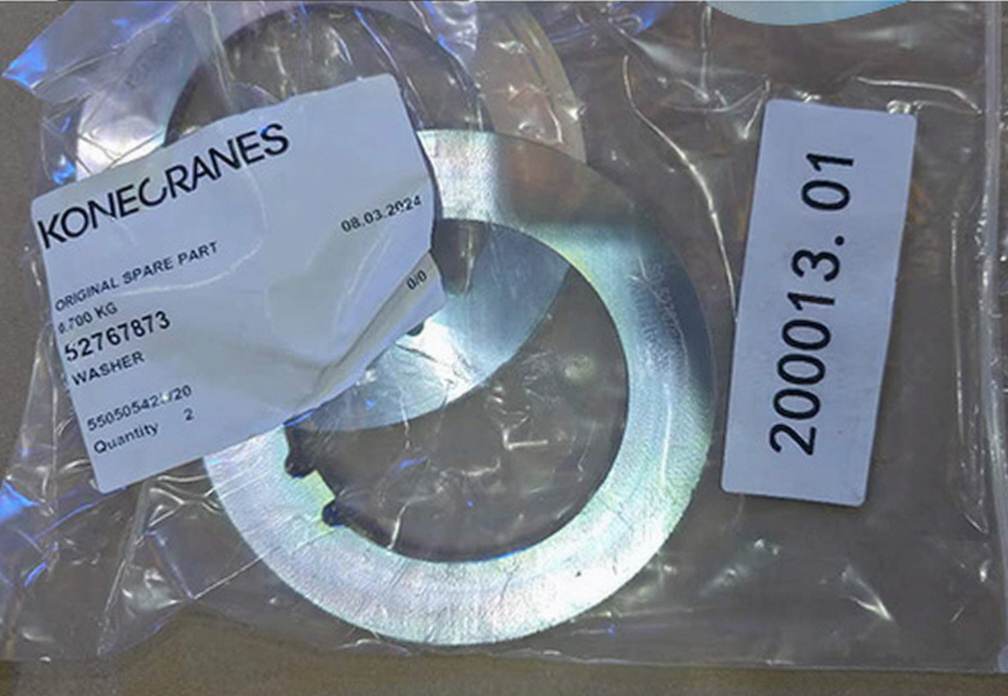 KONECRANES
08.03.2024
ORIGINAL SPARE PART
0.700 KG
0/0
52767873
WASHER
Quantity 2
200013.01